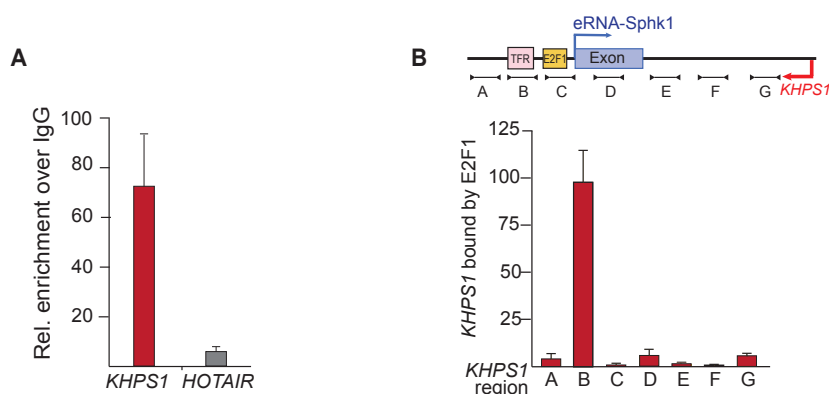 A
Rel. enrichment over IgG
100
80
60
40
20
KHPS1 HOTAIR
B
eRNA-Sphk1
TFR E2F1 Exon
A B C D E F G KHPS1
KHPS1 bound by E2F1
125
100
75
50
25
KHPS1
region
A B C D E F G